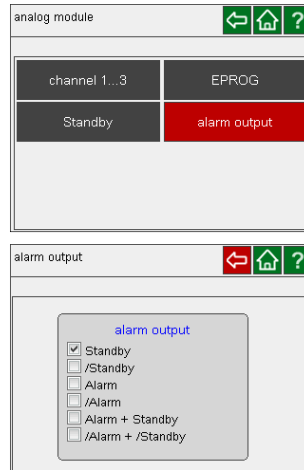 analog module
?
channel 1...3
EPROG
Standby
alarm output
alarm output
?
alarm output
Standby
/Standby
Alarm
/Alarm
Alarm + Standby
/Alarm + /Standby